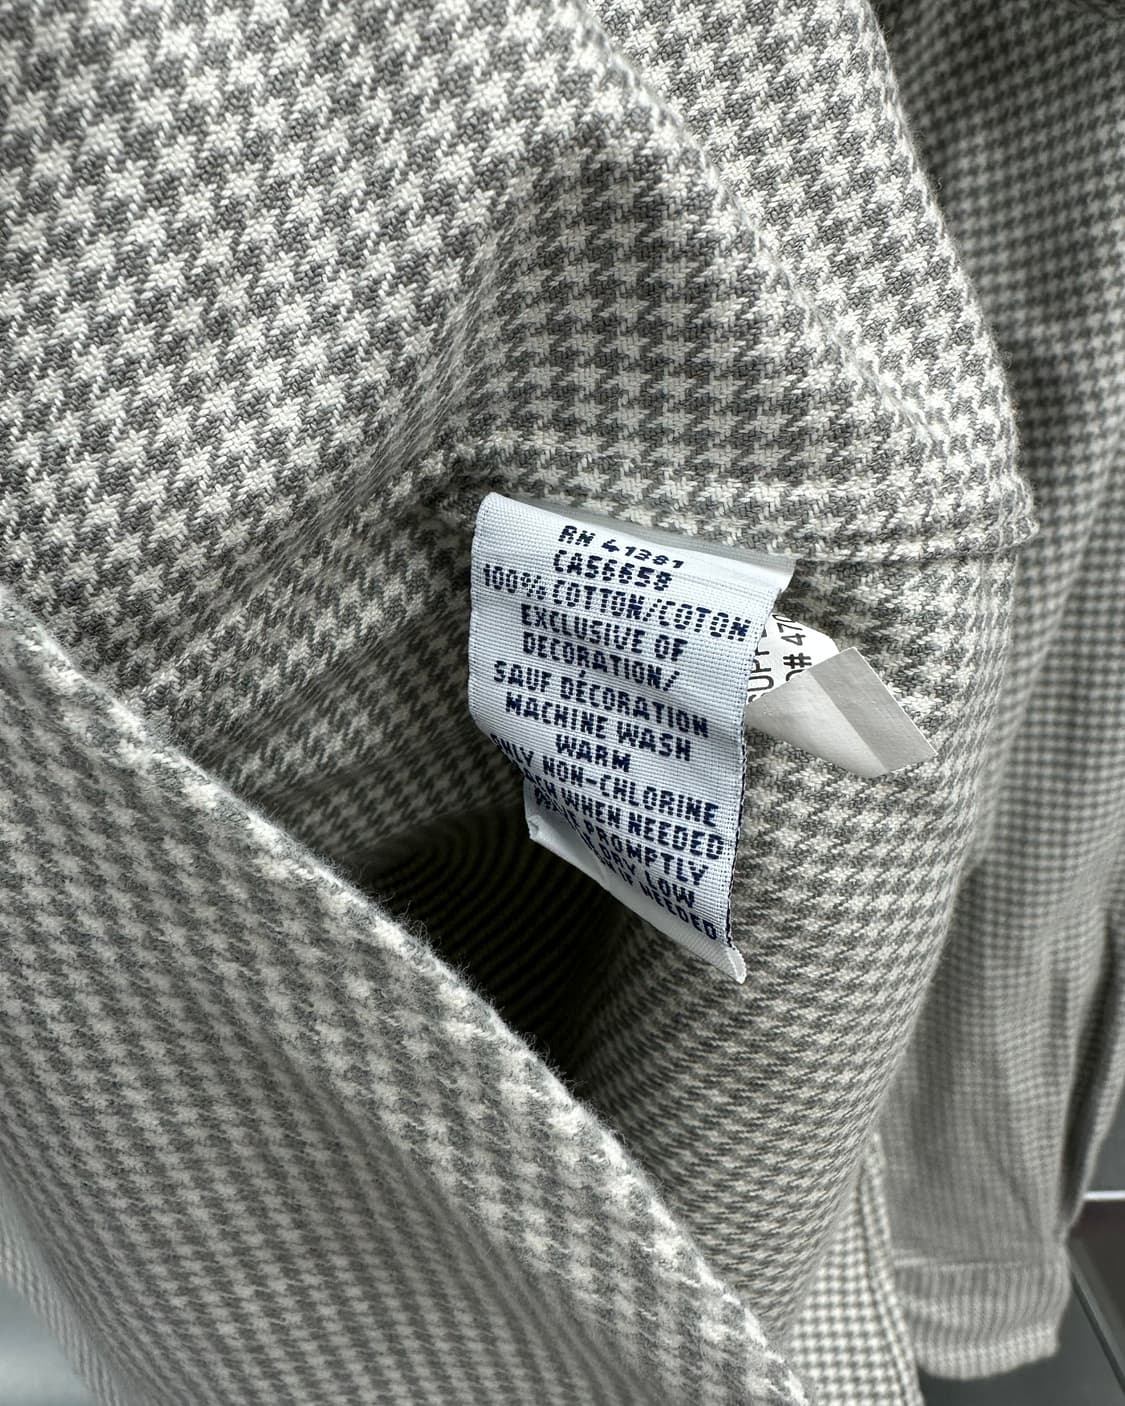 RN 41381
CA56858
100% COTTON/COTON
EXCLUSIVE OF
DECORATION/
SAUF DÉCORATION
MACHINE WASH
WARM
ONLY NON-CHLORINE
WHEN NEEDED
PROMPTLY
DRY LOW
NEEDED